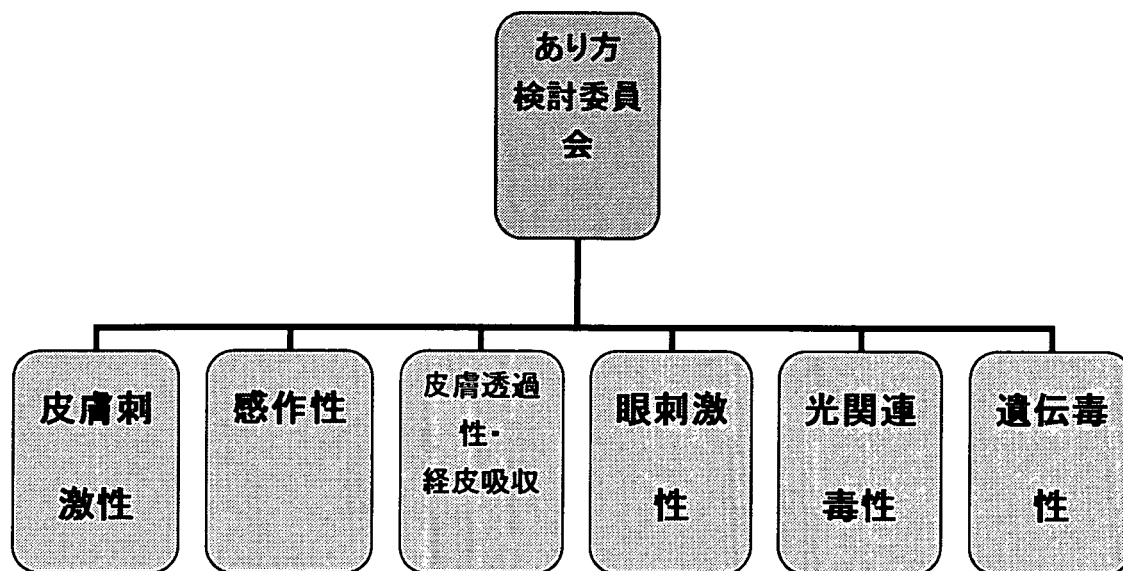 あり方
検討委員
会
皮膚刺
激性
感作性
皮膚透過
性・
経皮吸収
眼刺激
性
光関連
毒性
遺伝毒
性